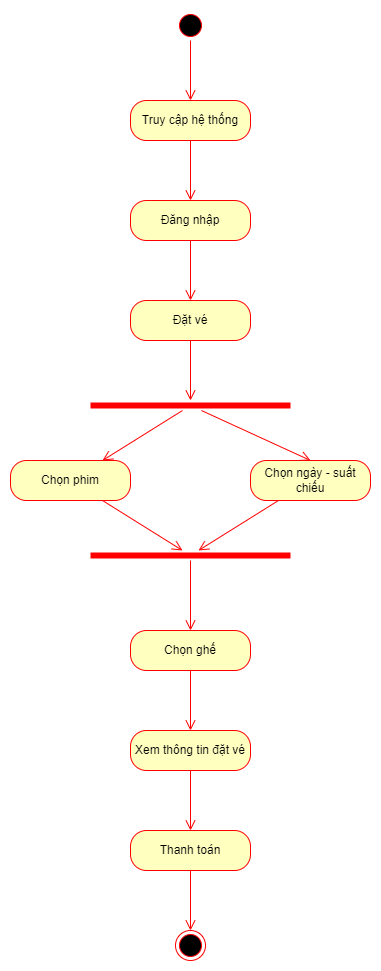 Truy cập hệ thống
Đăng nhập
Đặt vé
Chọn phim
Chọn ngày - suất
chiếu
Chọn ghế
Xem thông tin đặt vé
Thanh toán